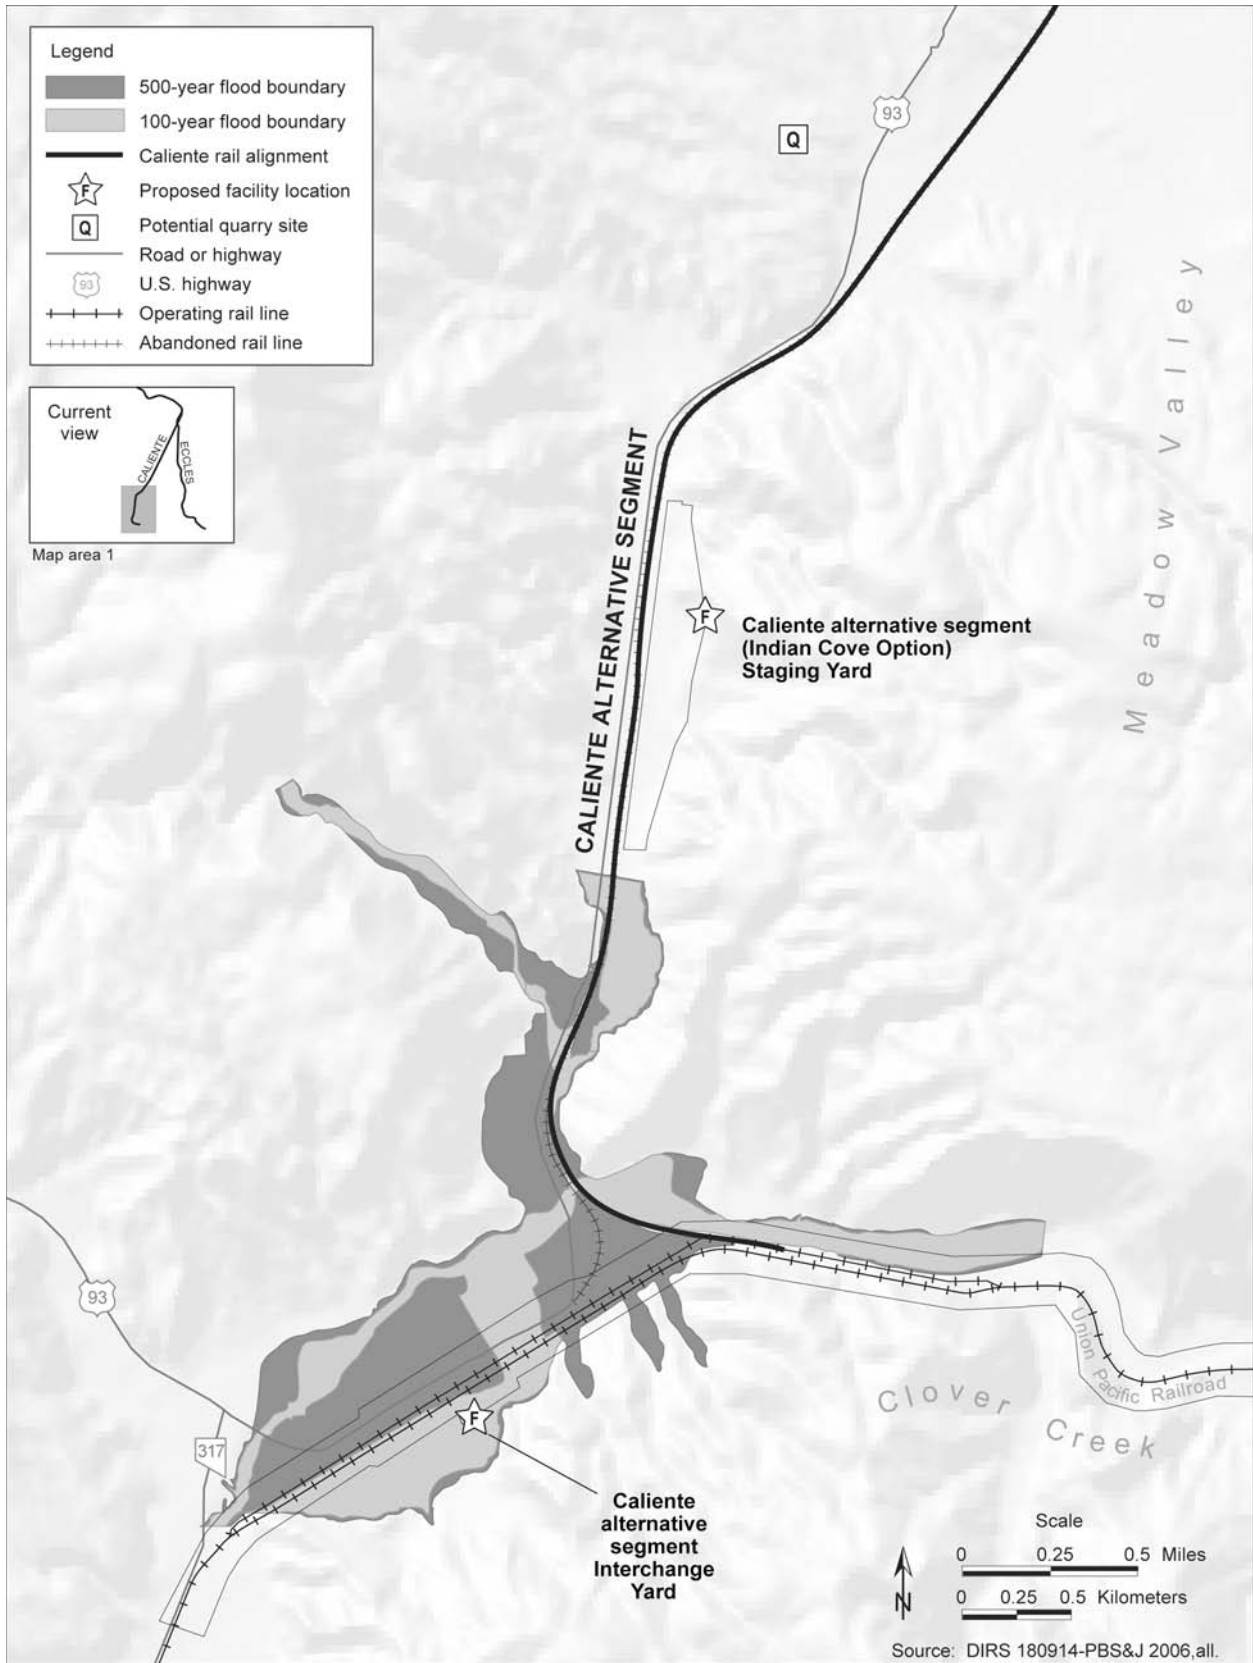 Legend
500-year flood boundary
100-year flood boundary
Caliente rail alignment
F
Proposed facility location
Q
Potential quarry site
Road or highway
93
U.S. highway
Operating rail line
Abandoned rail line
Current
view
CALIENTE
ECCLES
Map area 1
93
Q
Meadow Valley
CALIENTE ALTERNATIVE SEGMENT
F
Caliente alternative segment
(Indian Cove Option)
Staging Yard
93
317
F
Union Pacific Railroad
Clover Creek
Caliente
alternative
segment
Interchange
Yard
Scale
0 0.25 0.5 Miles
0 0.25 0.5 Kilometers
N
Source: DIRS 180914-PBS&J 2006,all.